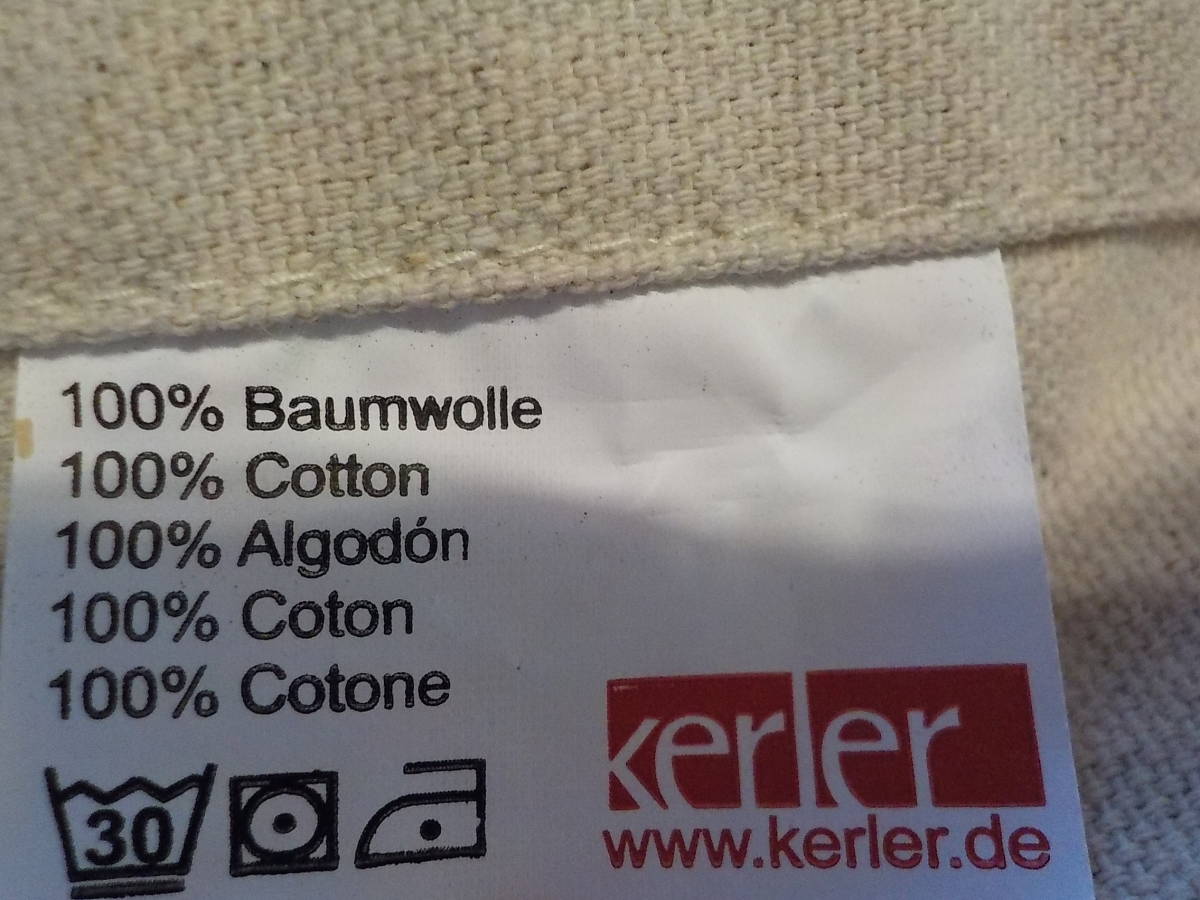 100% Baumwolle
100% Cotton
100% Algodón
100% Coton
100% Cotone
30
kerler
www.kerler.de